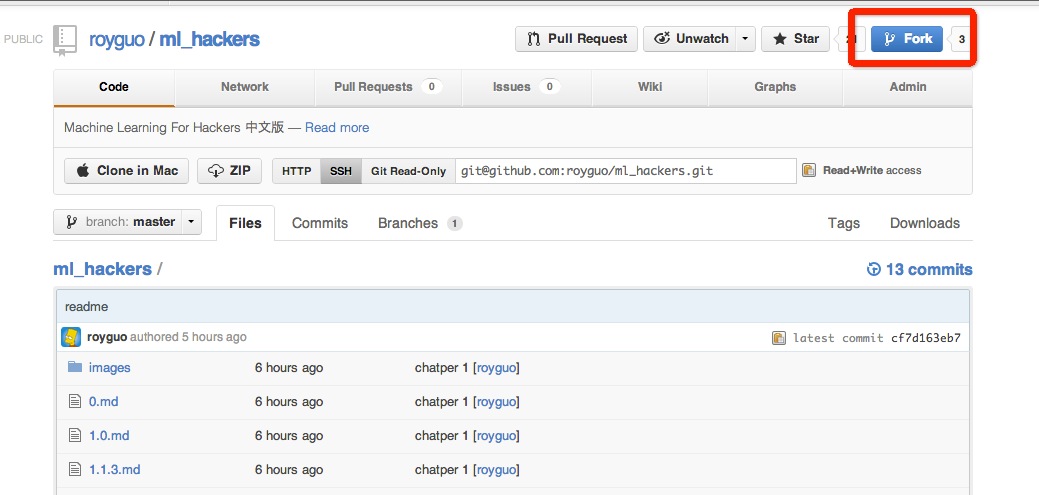 PUBLIC royguo / ml_hackers Pull Request Unwatch Star Fork 3
Code Network Pull Requests 0 Issues 0 Wiki Graphs Admin
Machine Learning For Hackers 中文版 — Read more
Clone in Mac ZIP HTTP SSH Git Read-Only git@github.com:royguo/ml_hackers.git Read+Write access
branch: master Files Commits Branches 1 Tags Downloads
ml_hackers / 13 commits
readme
royguo authored 5 hours ago latest commit cf7d163eb7
images 6 hours ago chatper 1 [royguo]
0.md 6 hours ago chatper 1 [royguo]
1.0.md 6 hours ago chatper 1 [royguo]
1.1.3.md 6 hours ago chatper 1 [royguo]